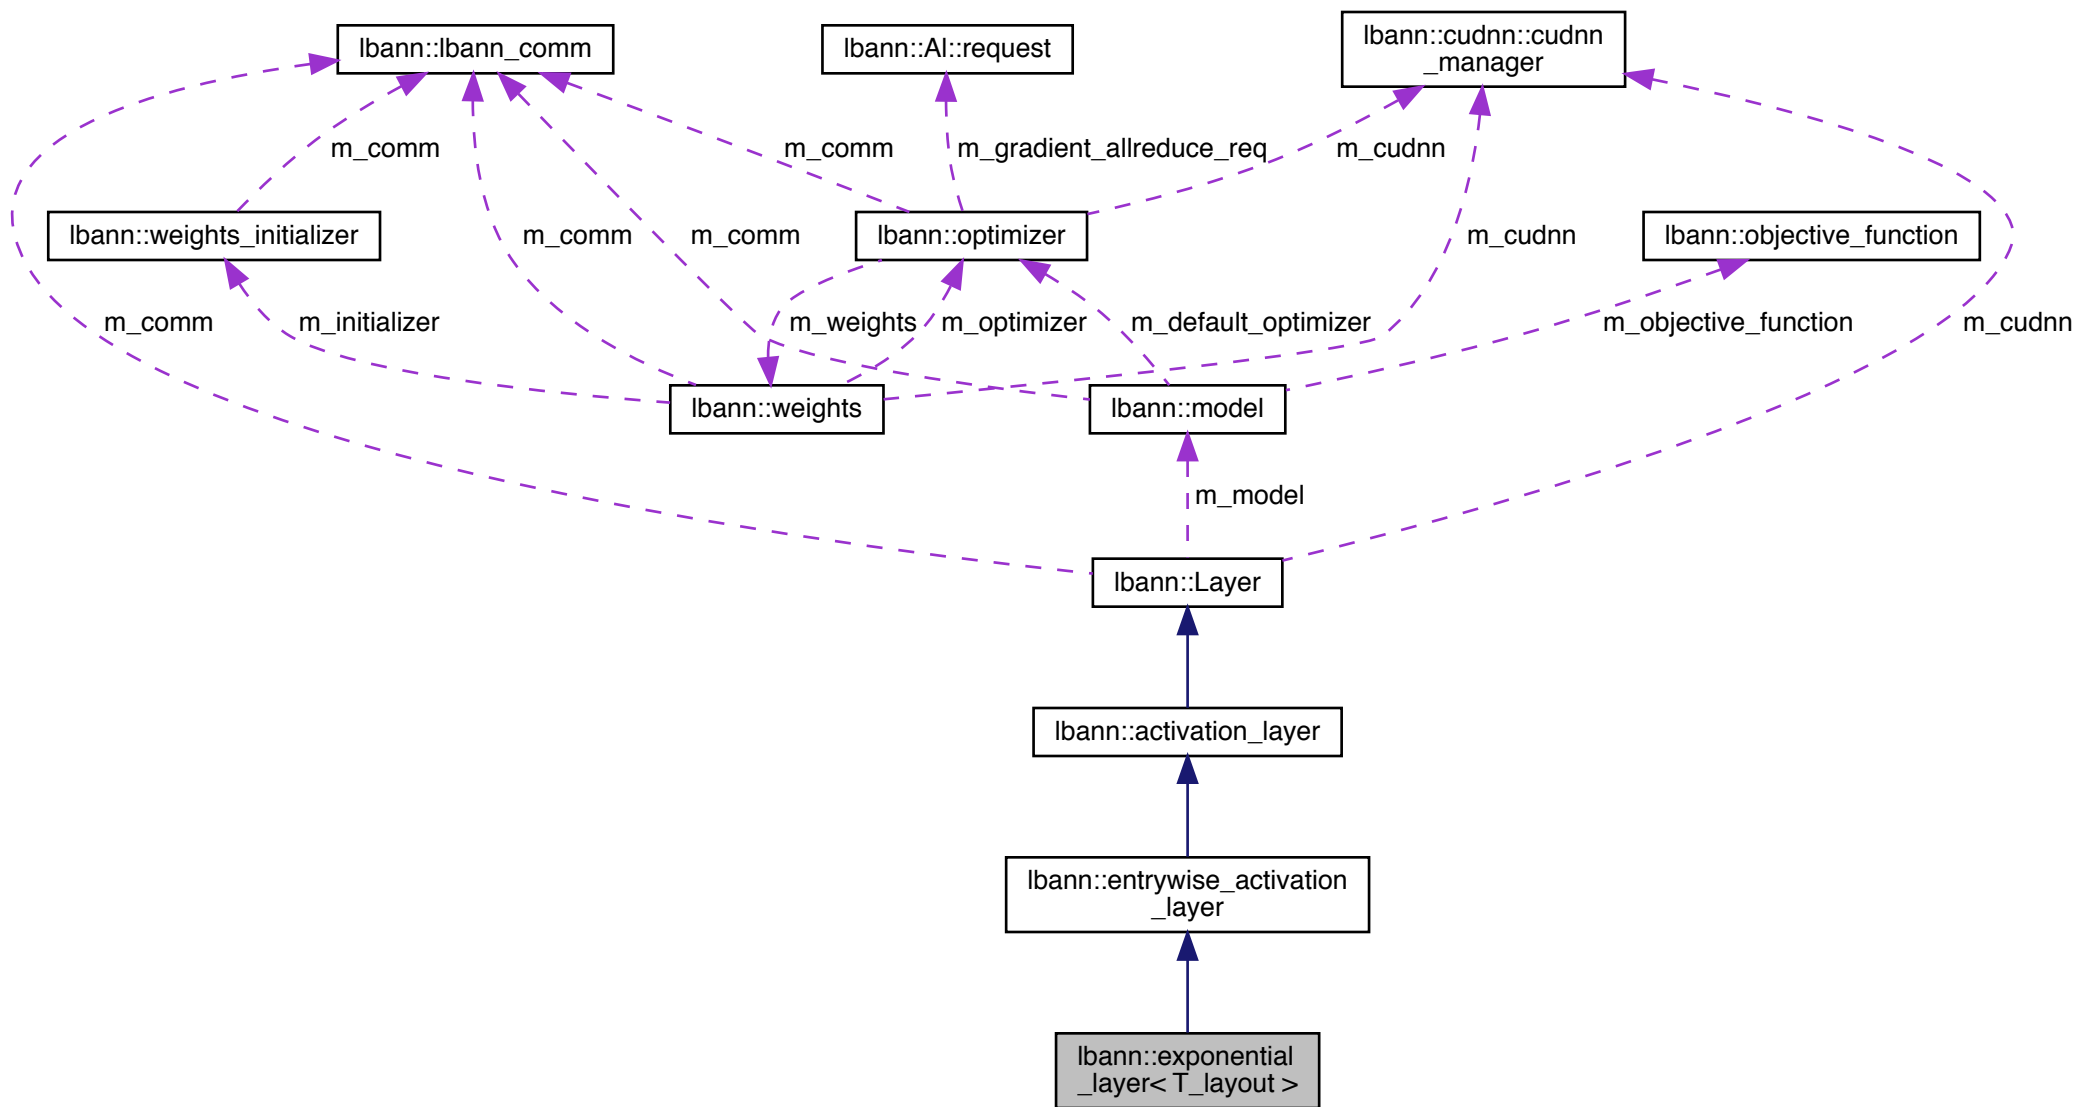 lbann::lbann_comm
lbann::Al::request
lbann::cudnn::cudnn
_manager
m_comm
m_comm
m_gradient_allreduce_req
m_cudnn
lbann::weights_initializer
m_comm
m_comm
lbann::optimizer
m_cudnn
lbann::objective_function
m_comm
m_initializer
m_weights
m_optimizer
m_default_optimizer
m_objective_function
m_cudnn
lbann::weights
lbann::model
m_model
lbann::Layer
lbann::activation_layer
lbann::entrywise_activation
_layer
lbann::exponential
_layer< T_layout >